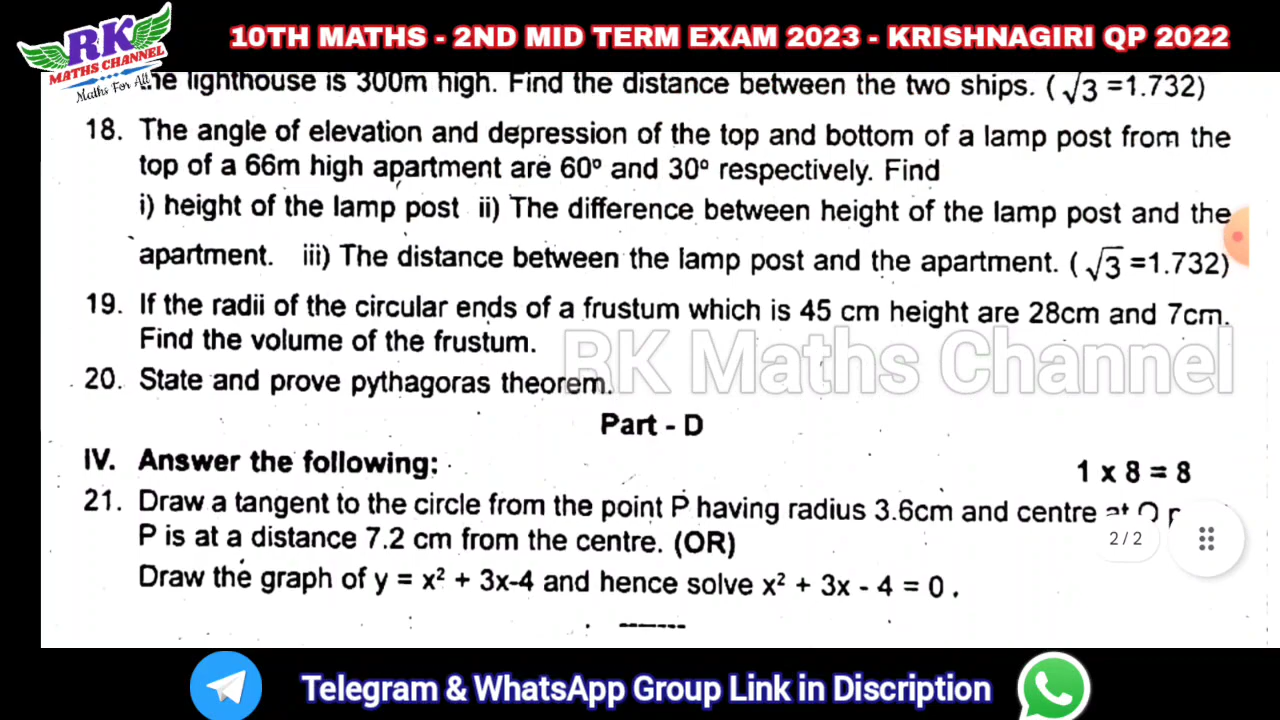 RK
MATHS CHANNEL
Maths For All
10TH MATHS - 2ND MID TERM EXAM 2023 - KRISHNAGIRI QP 2022
the lighthouse is 300m high. Find the distance between the two ships. ( √3 =1.732)
18. The angle of elevation and depression of the top and bottom of a lamp post from the
top of a 66m high apartment are 60º and 30º respectively. Find
i) height of the lamp post ii) The difference between height of the lamp post and the
apartment. iii) The distance between the lamp post and the apartment. ( √3 =1.732)
19. If the radii of the circular ends of a frustum which is 45 cm height are 28cm and 7cm.
Find the volume of the frustum.
RK Maths Channel
20. State and prove pythagoras theorem.
Part - D
IV. Answer the following:
1 x 8 = 8
21. Draw a tangent to the circle from the point P having radius 3.6cm and centre at O
P is at a distance 7.2 cm from the centre. (OR)
2 / 2
Draw the graph of y = x² + 3x-4 and hence solve x² + 3x - 4 = 0 .
Telegram & WhatsApp Group Link in Discription